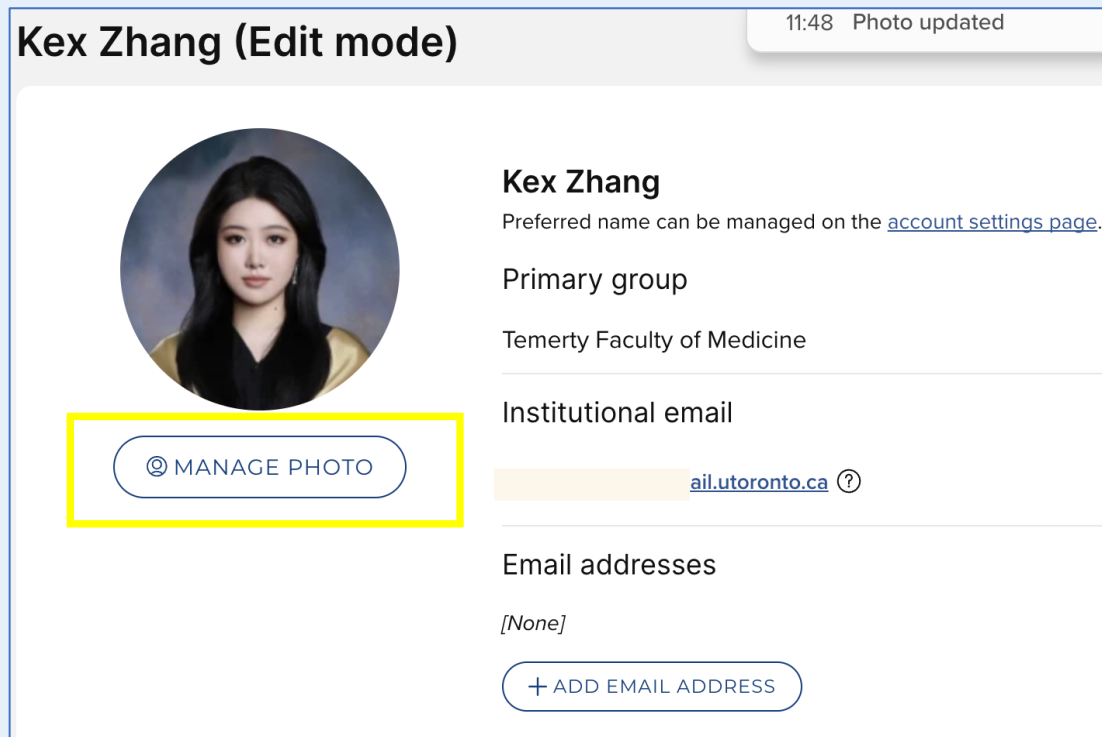 Kex Zhang (Edit mode)
11:48 Photo updated
MANAGE PHOTO
Kex Zhang
Preferred name can be managed on the account settings page.
Primary group
Temerty Faculty of Medicine
Institutional email
ail.utoronto.ca ?
Email addresses
[None]
+ ADD EMAIL ADDRESS